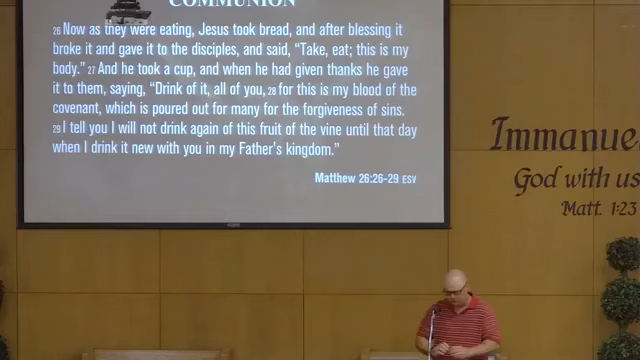 COMMUNION
26 Now as they were eating, Jesus took bread, and after blessing it
broke it and gave it to the disciples, and said, “Take, eat; this is my
body.” 27 And he took a cup, and when he had given thanks he gave
it to them, saying, “Drink of it, all of you, 28 for this is my blood of the
covenant, which is poured out for many for the forgiveness of sins.
29 I tell you I will not drink again of this fruit of the vine until that day
when I drink it new with you in my Father's kingdom.”
Matthew 26:26-29 ESV
Immanue
God with us
Matt. 1:23